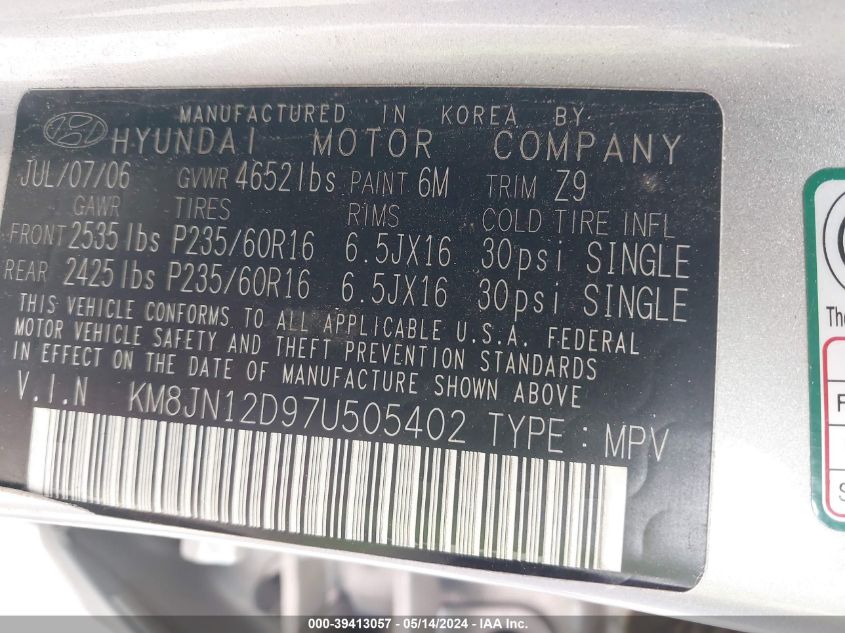 MANUFACTURED IN KOREA BY:
HYUNDAI MOTOR COMPANY
JUL/07/06 GVWR 4652lbs PAINT 6M TRIM Z9
GAWR TIRES RIMS COLD TIRE INFL
FRONT 2535lbs P235/60R16 6.5JX16 30psi SINGLE
REAR 2425lbs P235/60R16 6.5JX16 30psi SINGLE
THIS VEHICLE CONFORMS TO ALL APPLICABLE U.S.A. FEDERAL
MOTOR VEHICLE SAFETY AND THEFT PREVENTION STANDARDS
IN EFFECT ON THE DATE OF MANUFACTURE SHOWN ABOVE
V.I.N KM8JN12D97U505402 TYPE : MPV
The
F
S
000-39413057 - 05/14/2024 - IAAI.COM